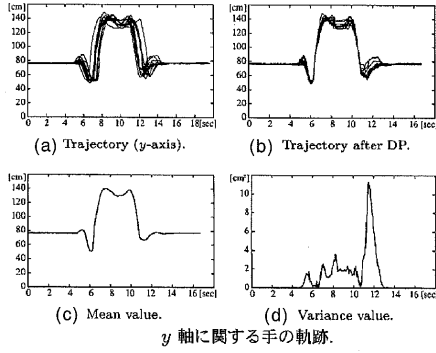 [cm]
140
120
100
80
60
40
20
0
0 2 4 6 8 10 12 14 16 18[sec]
(a) Trajectory (y-axis).
[cm]
140
120
100
80
60
40
20
0
0 2 4 6 8 10 12 14 16 18[sec]
(b) Trajectory after DP.
[cm]
140
120
100
80
60
40
20
0
0 2 4 6 8 10 12 14 16 18[sec]
(c) Mean value.
[cm²]
10
8
6
4
2
0
0 2 4 6 8 10 12 14 16 18[sec]
(d) Variance value.
y 軸に関する手の軌跡.